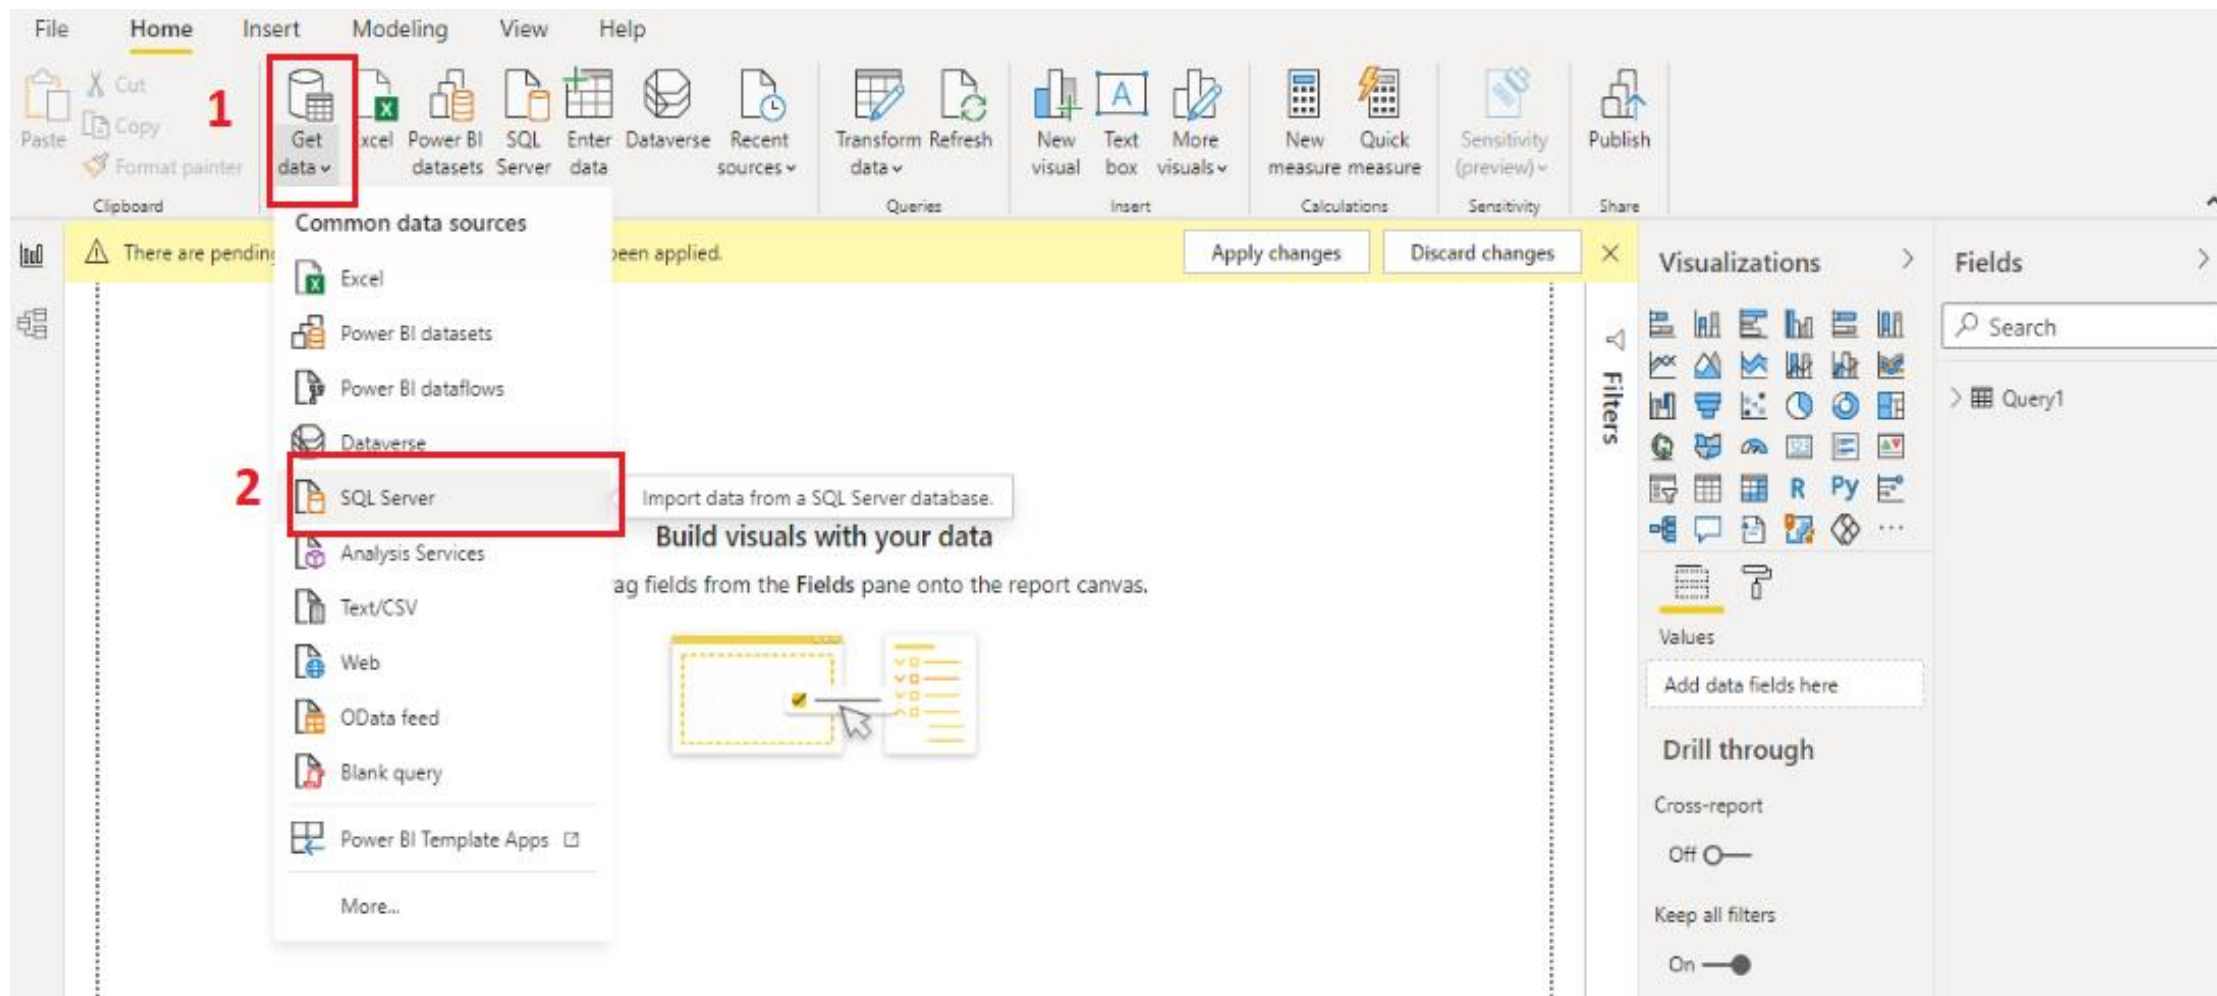 File Home Insert Modeling View Help
Paste
Cut
Copy
Format painter
Clipboard
1
Get data
Excel
Power BI datasets
SQL Server
Enter data
Dataverse
Recent sources
Transform data
Refresh
Queries
New visual
Text box
More visuals
Insert
New measure
Quick measure
Calculations
Sensitivity (preview)
Sensitivity
Publish
Share
There are pending
been applied.
Apply changes
Discard changes
Common data sources
Excel
Power BI datasets
Power BI dataflows
Dataverse
2
SQL Server
Import data from a SQL Server database.
Analysis Services
Text/CSV
Web
OData feed
Blank query
Power BI Template Apps
More...
Build visuals with your data
ag fields from the Fields pane onto the report canvas.
Filters
Visualizations
123
R
Py
Values
Add data fields here
Drill through
Cross-report
Off
Keep all filters
On
Fields
Search
Query1